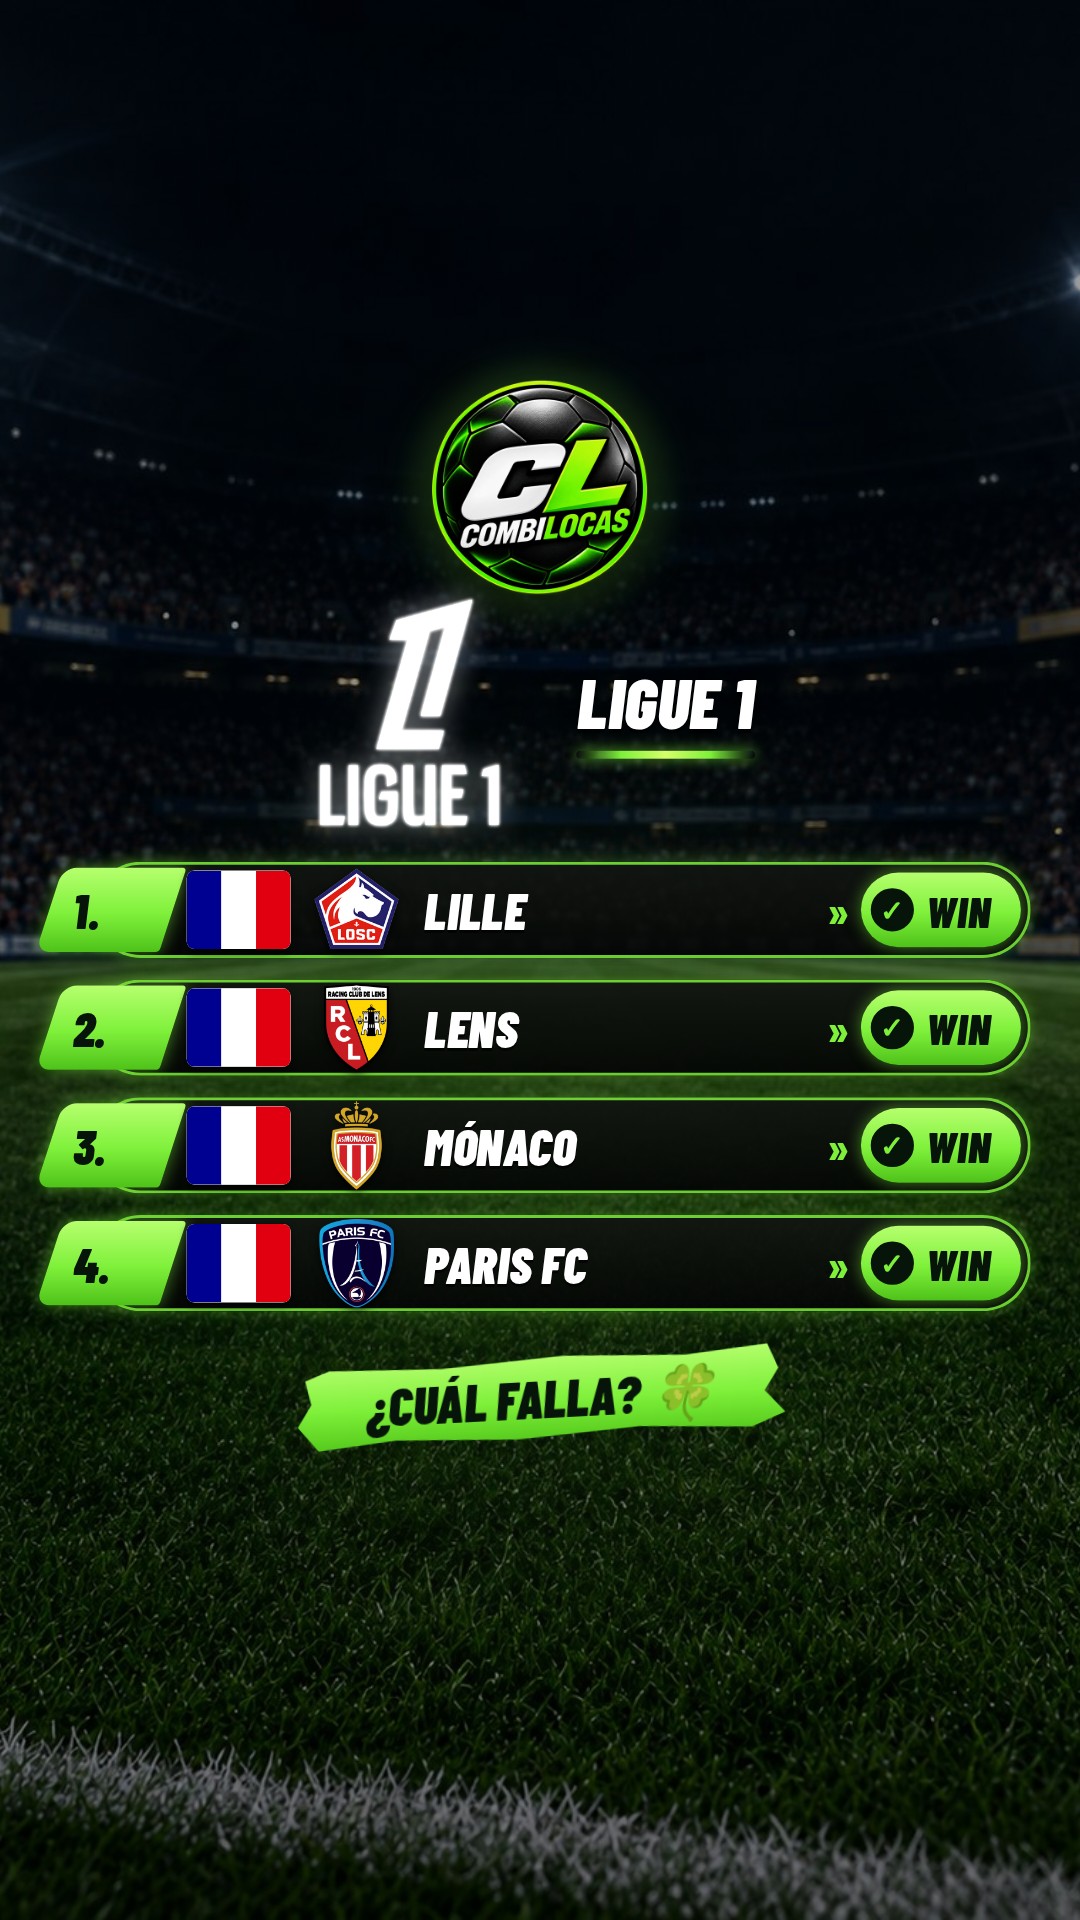 CL
COMBILOCAS
LIGUE 1
LIGUE 1
1. LOSC LILLE » ✓ WIN
2. 1906 RACING CLUB DE LENS RCL LENS » ✓ WIN
3. AS MONACO FC MÓNACO » ✓ WIN
4. PARIS FC PARIS FC » ✓ WIN
¿CUÁL FALLA? 🍀